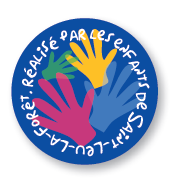 RÉALISÉ PAR LES ENFANTS DE SAINT-LEU-LA-FORÊT.